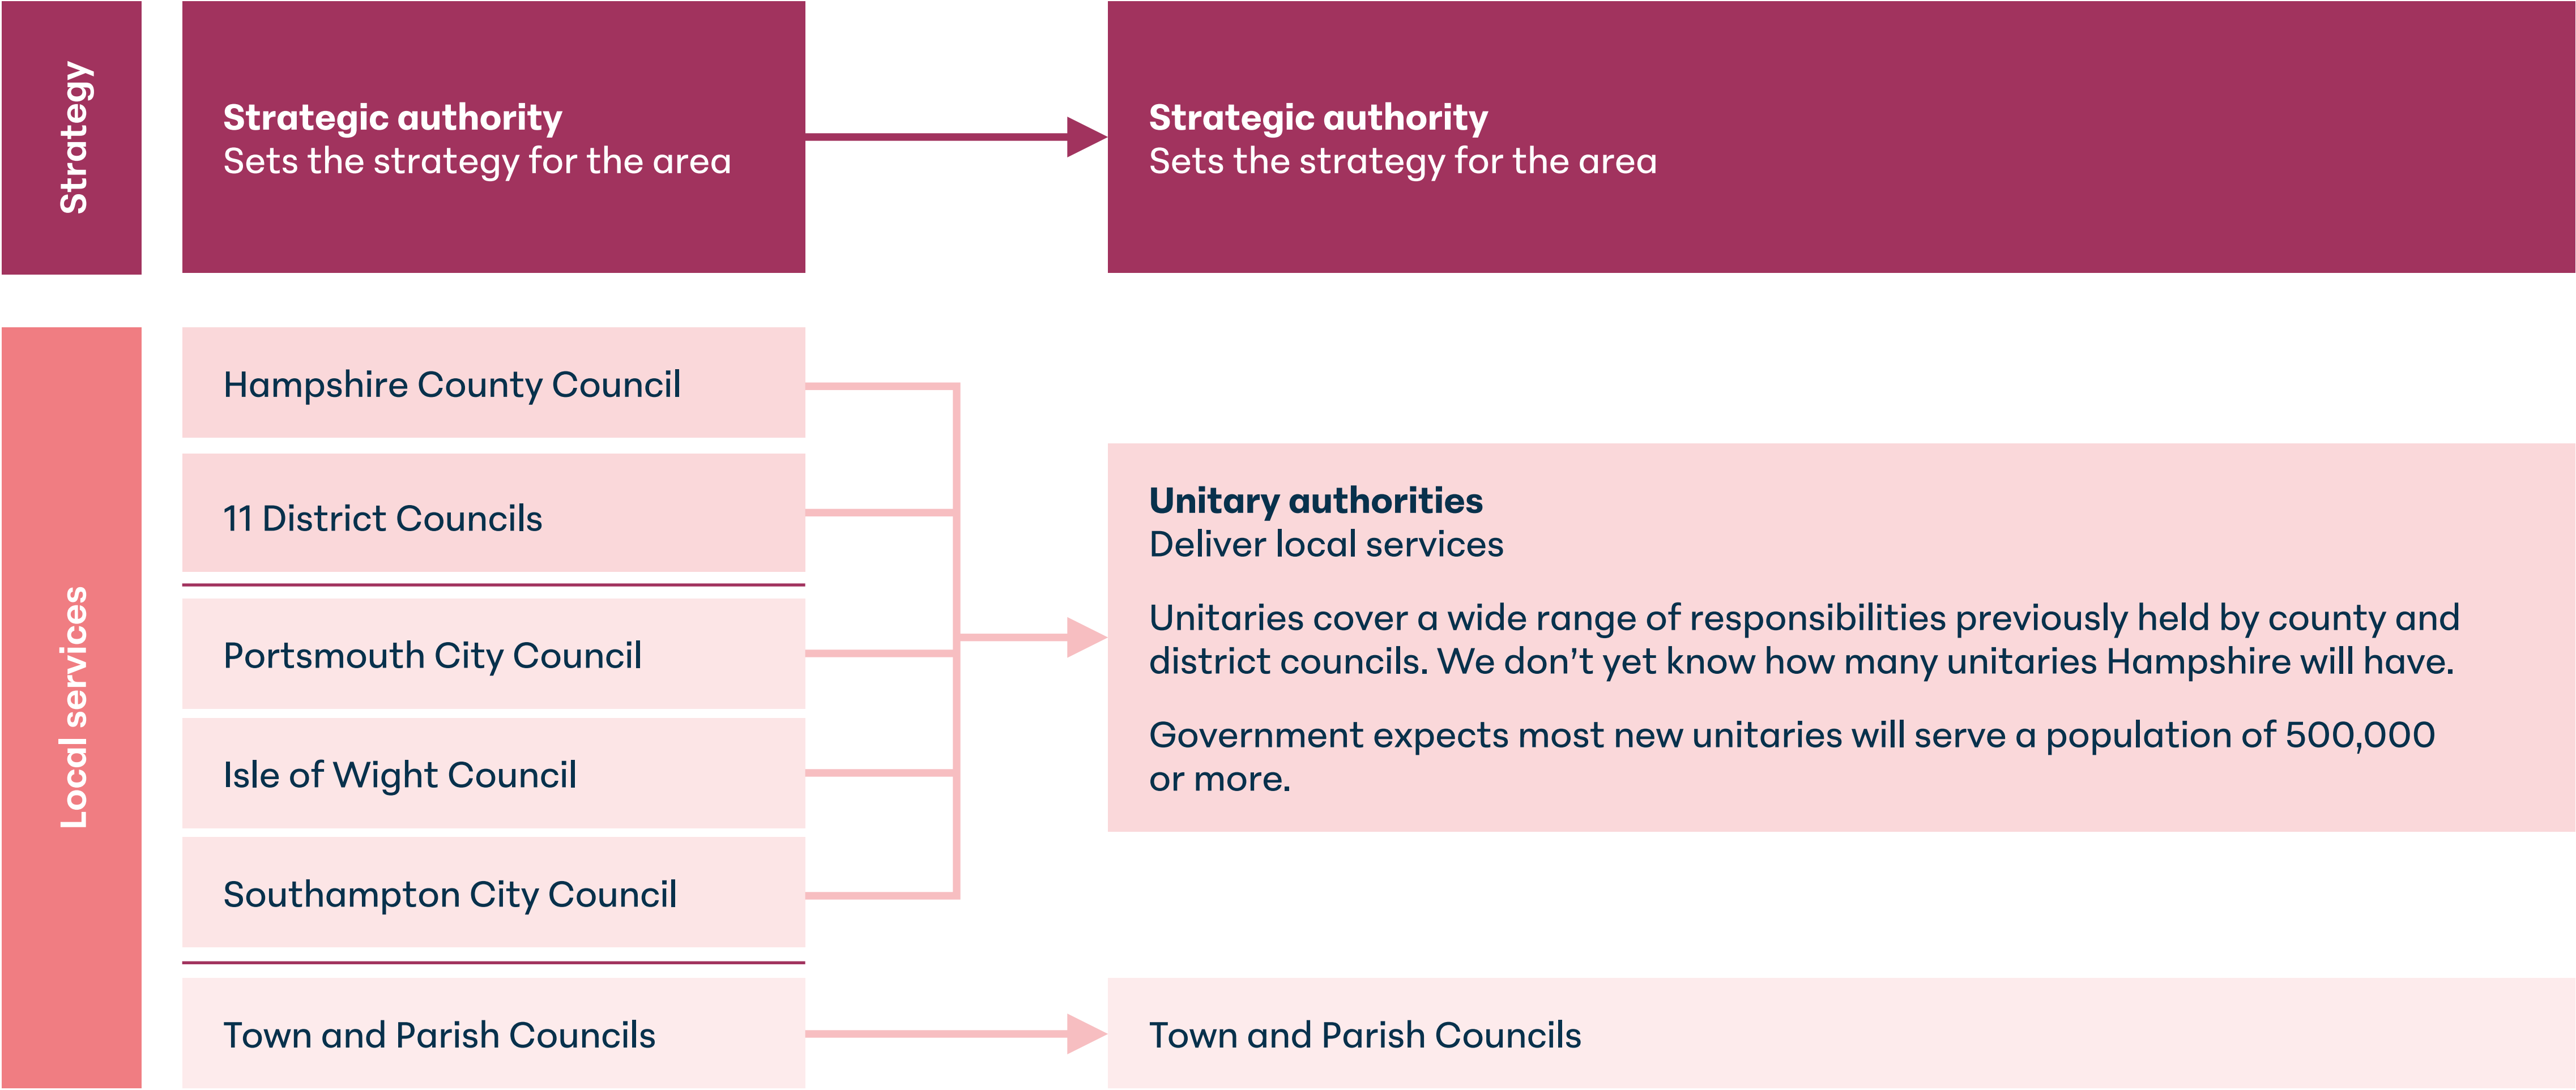 Strategy
Strategic authority
Sets the strategy for the area
Strategic authority
Sets the strategy for the area
Local services
Hampshire County Council
11 District Councils
Portsmouth City Council
Isle of Wight Council
Southampton City Council
Town and Parish Councils
Unitary authorities
Deliver local services
Unitaries cover a wide range of responsibilities previously held by county and
district councils. We don’t yet know how many unitaries Hampshire will have.
Government expects most new unitaries will serve a population of 500,000
or more.
Town and Parish Councils